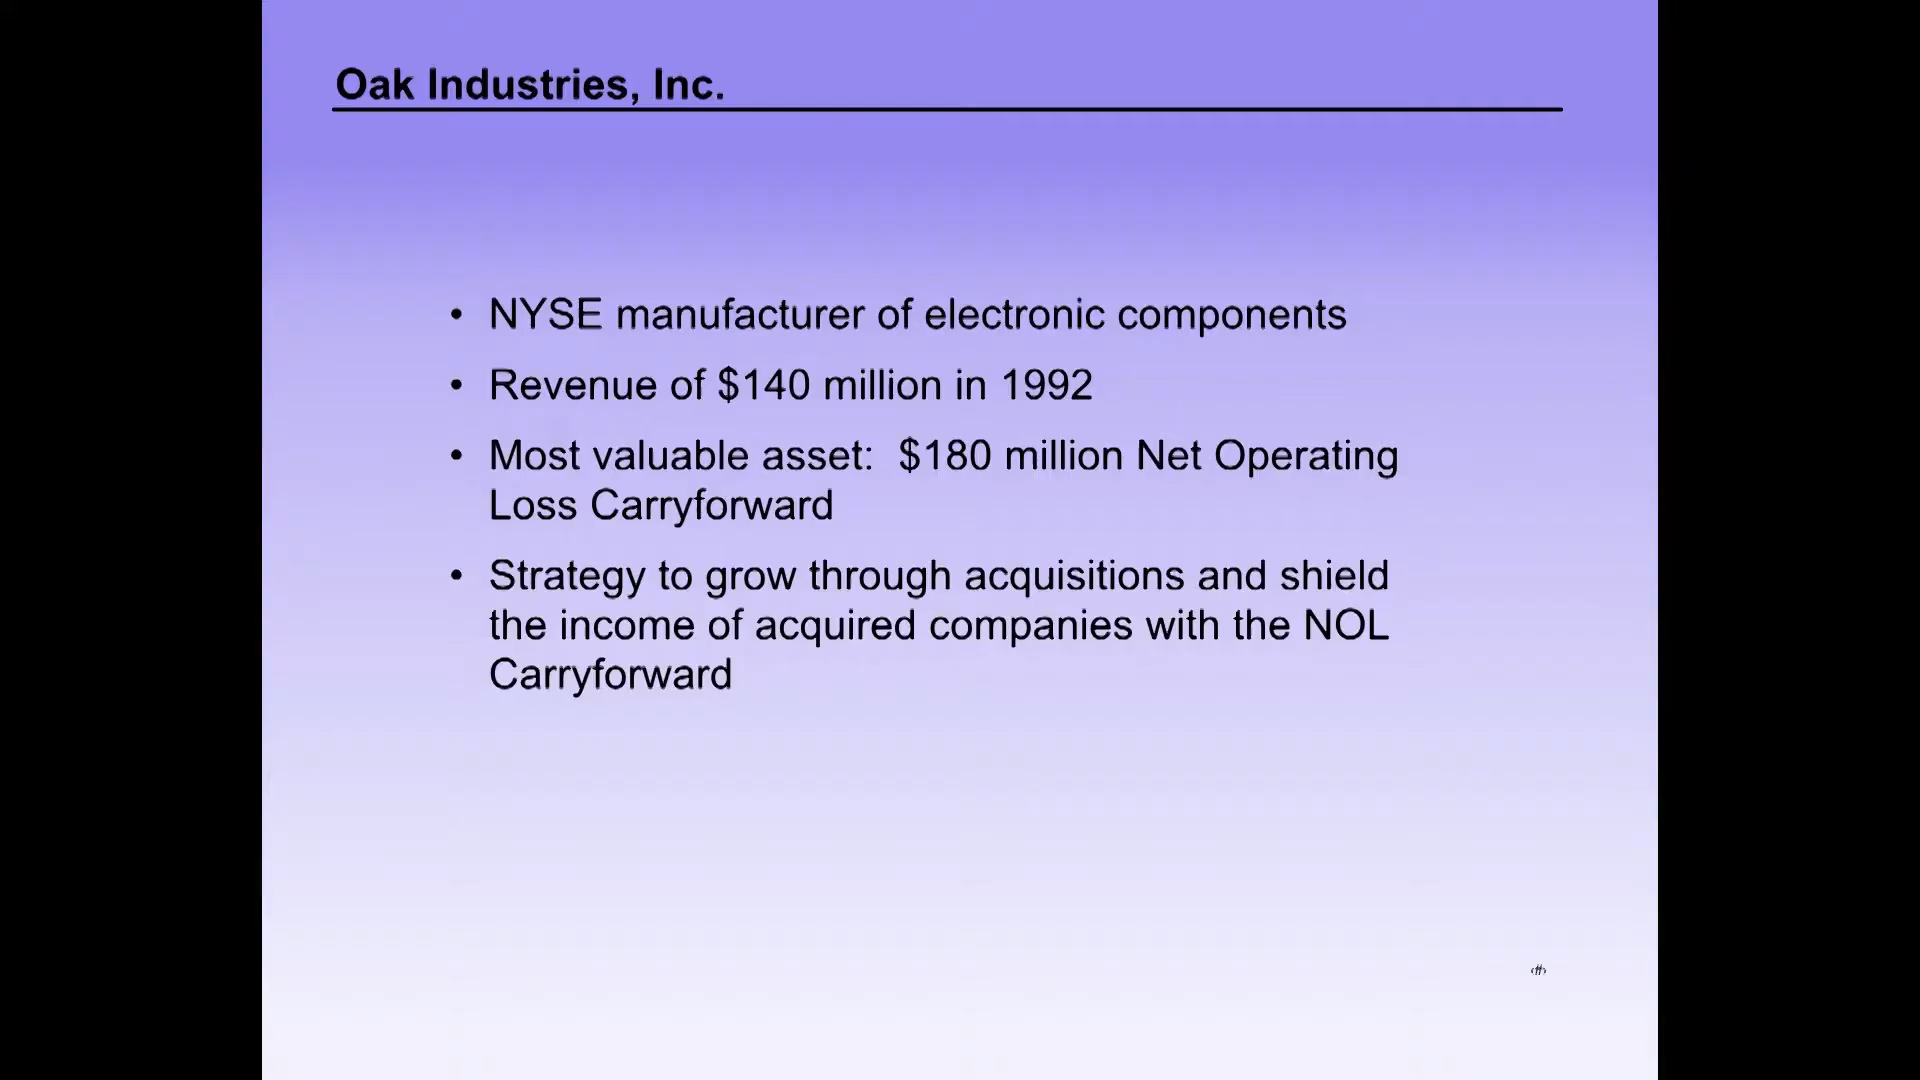 Oak Industries, Inc.
• NYSE manufacturer of electronic components
• Revenue of $140 million in 1992
• Most valuable asset:  $180 million Net Operating
Loss Carryforward
• Strategy to grow through acquisitions and shield
the income of acquired companies with the NOL
Carryforward
‹#›